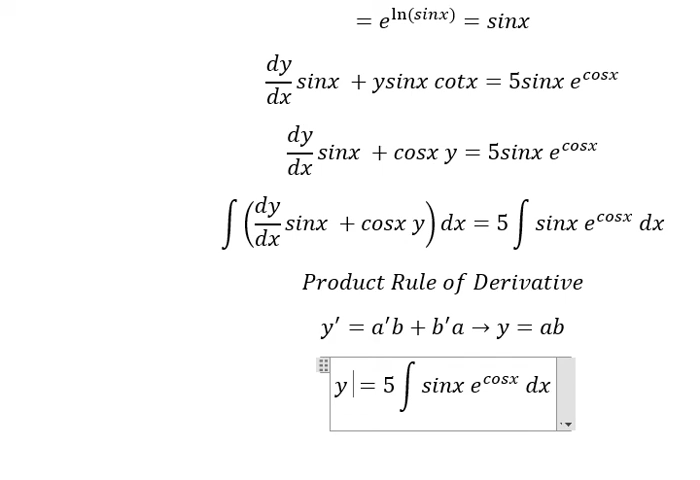 = e^ln(sinx) = sinx
dy/dx sinx + ysinx cotx = 5sinx e^cosx
dy/dx sinx + cosx y = 5sinx e^cosx
∫(dy/dx sinx + cosx y)dx = 5∫ sinx e^cosx dx
Product Rule of Derivative
y′ = a′b + b′a → y = ab
y = 5∫ sinx e^cosx dx